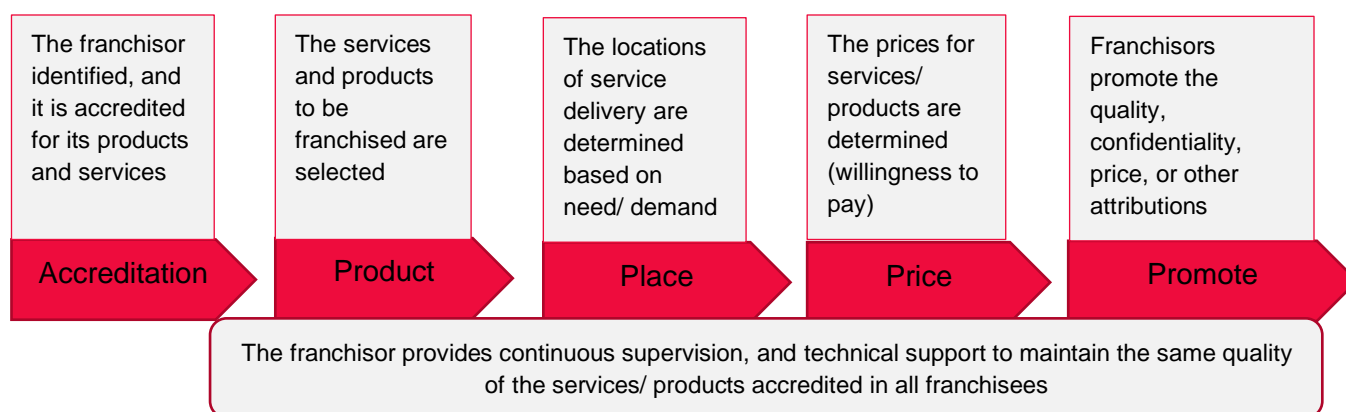 The franchisor
identified, and
it is accredited
for its products
and services
Accreditation
The services
and products
to be
franchised are
selected
Product
The locations
of service
delivery are
determined
based on
need/ demand
Place
The prices for
services/
products are
determined
(willingness to
pay)
Price
Franchisors
promote the
quality,
confidentiality,
price, or other
attributions
Promote
The franchisor provides continuous supervision, and technical support to maintain the same quality
of the services/ products accredited in all franchisees